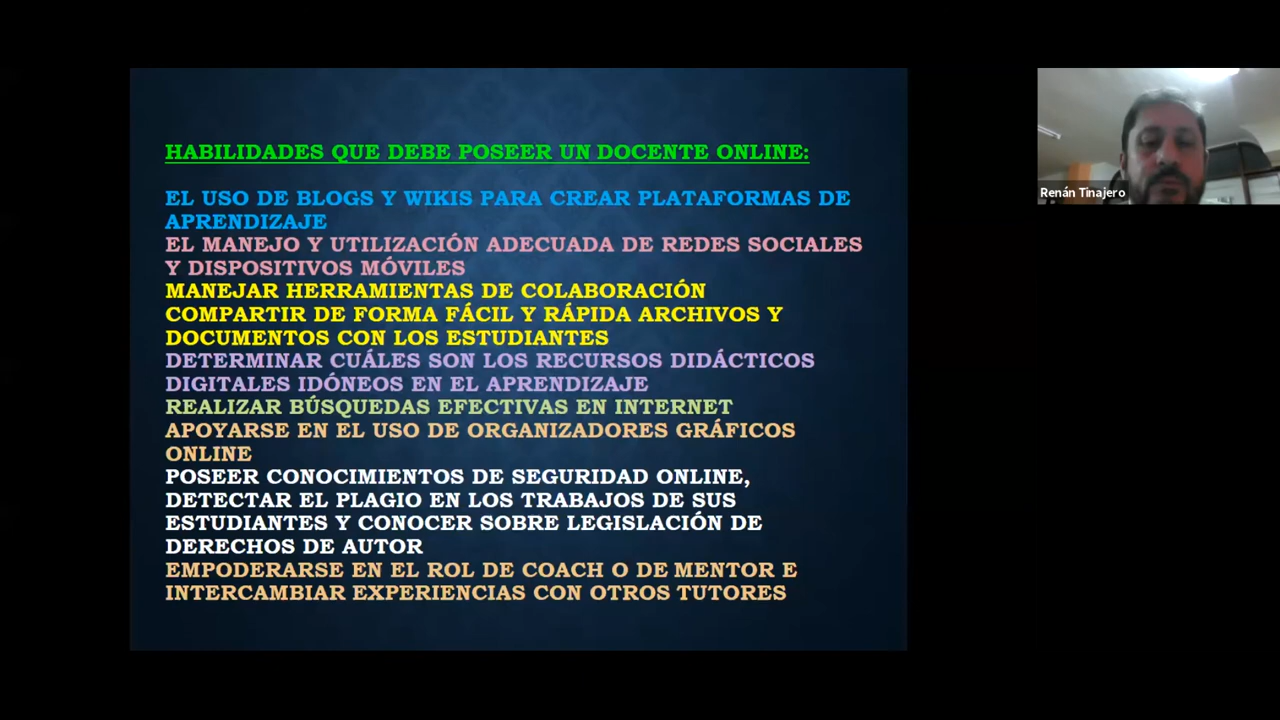 HABILIDADES QUE DEBE POSEER UN DOCENTE ONLINE:
EL USO DE BLOGS Y WIKIS PARA CREAR PLATAFORMAS DE
APRENDIZAJE
EL MANEJO Y UTILIZACIÓN ADECUADA DE REDES SOCIALES
Y DISPOSITIVOS MÓVILES
MANEJAR HERRAMIENTAS DE COLABORACIÓN
COMPARTIR DE FORMA FÁCIL Y RÁPIDA ARCHIVOS Y
DOCUMENTOS CON LOS ESTUDIANTES
DETERMINAR CUÁLES SON LOS RECURSOS DIDÁCTICOS
DIGITALES IDÓNEOS EN EL APRENDIZAJE
REALIZAR BÚSQUEDAS EFECTIVAS EN INTERNET
APOYARSE EN EL USO DE ORGANIZADORES GRÁFICOS
ONLINE
POSEER CONOCIMIENTOS DE SEGURIDAD ONLINE,
DETECTAR EL PLAGIO EN LOS TRABAJOS DE SUS
ESTUDIANTES Y CONOCER SOBRE LEGISLACIÓN DE
DERECHOS DE AUTOR
EMPODERARSE EN EL ROL DE COACH O DE MENTOR E
INTERCAMBIAR EXPERIENCIAS CON OTROS TUTORES
Renán Tinajero